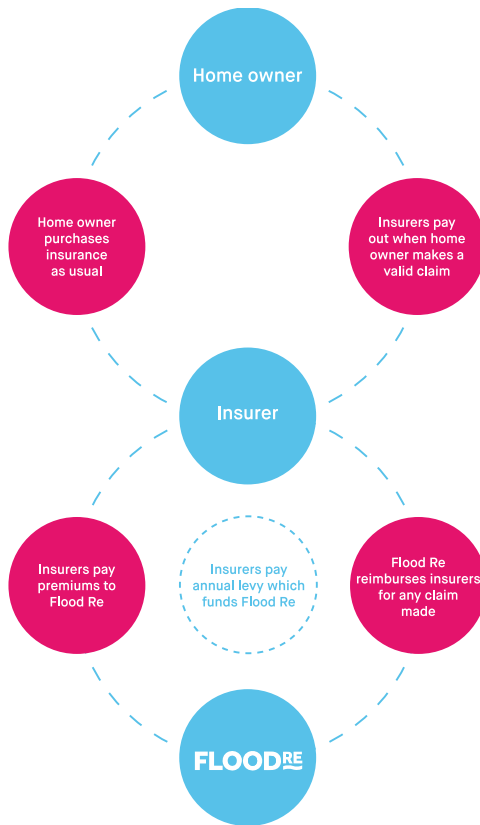 Home owner
Home owner
purchases
insurance
as usual
Insurers pay
out when home
owner makes a
valid claim
Insurer
Insurers pay
premiums to
Flood Re
Insurers pay
annual levy which
funds Flood Re
Flood Re
reimburses insurers
for any claim
made
FLOODRE